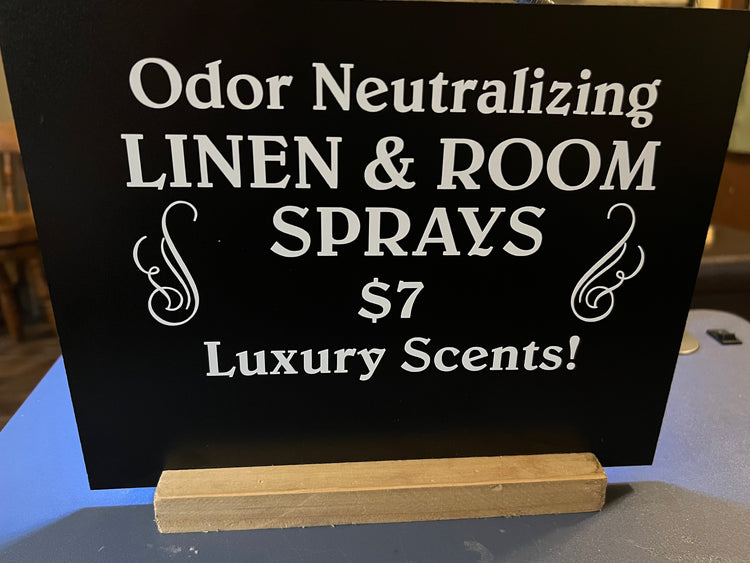 Odor Neutralizing
LINEN & ROOM
SPRAYS
$7
Luxury Scents!